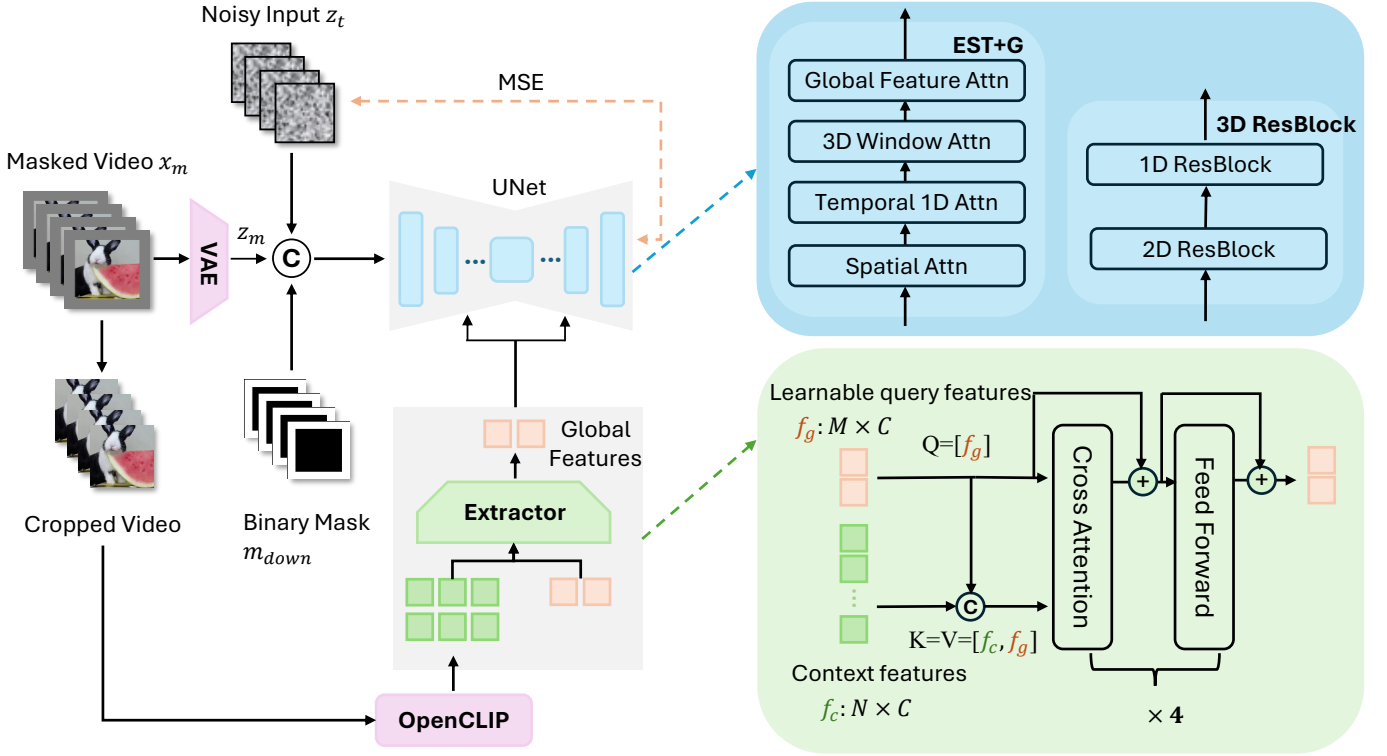 Noisy Input z_t
MSE
Masked Video x_m
VAE
z_m
C
UNet
...
...
Cropped Video
Binary Mask
m_{down}
Global
Features
Extractor
OpenCLIP
EST+G
Global Feature Attn
3D Window Attn
Temporal 1D Attn
Spatial Attn
3D ResBlock
1D ResBlock
2D ResBlock
Learnable query features
f_g: M × C
Q=[f_g]
C
K=V=[f_c, f_g]
Context features
f_c: N × C
Cross Attention
+
Feed Forward
+
× 4